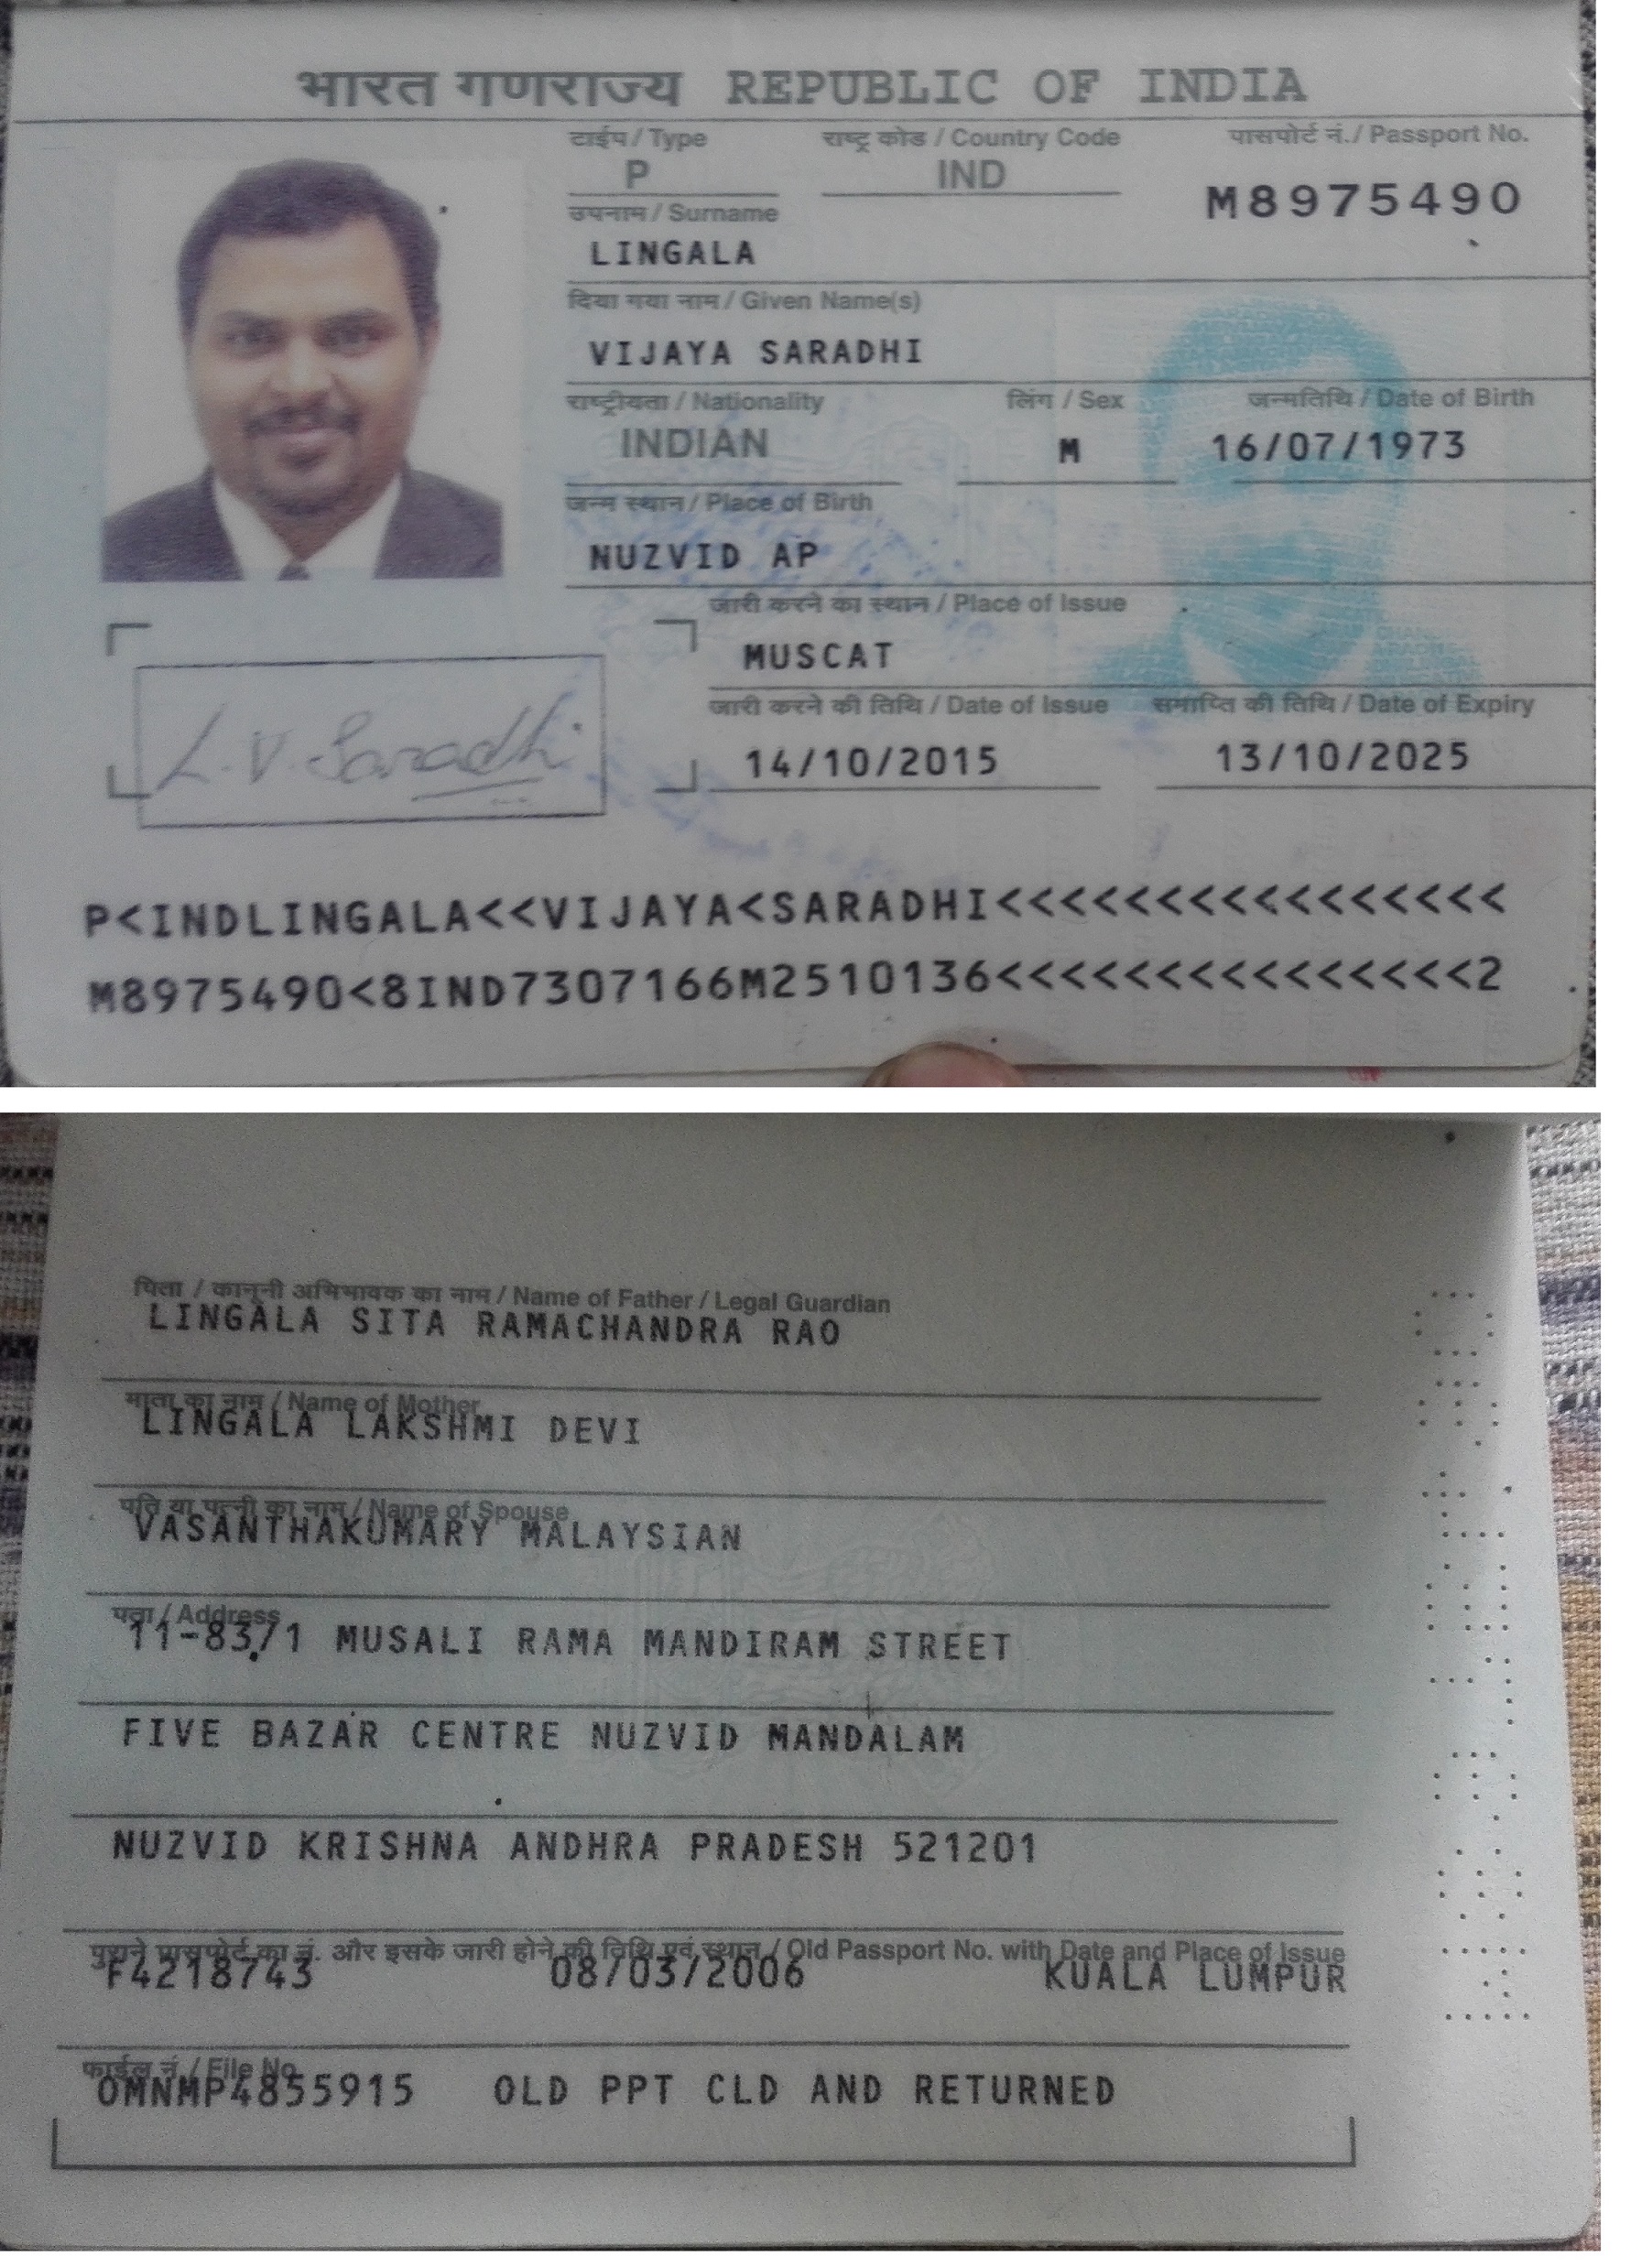 भारत गणराज्य REPUBLIC OF INDIA
टाईप / Type राष्ट्र कोड / Country Code पासपोर्ट नं. / Passport No.
P IND M8975490
उपनाम / Surname
LINGALA
दिया गया नाम / Given Name(s)
VIJAYA SARADHI
राष्ट्रीयता / Nationality लिंग / Sex जन्मतिथि / Date of Birth
INDIAN M 16/07/1973
जन्म स्थान / Place of Birth
NUZVID AP
जारी करने का स्थान / Place of Issue
MUSCAT
जारी करने की तिथि / Date of Issue समाप्ति की तिथि / Date of Expiry
14/10/2015 13/10/2025
L.V. Saradhi
P<INDLINGALA<<VIJAYA<SARADHI<<<<<<<<<<<<<<<<
M8975490<8IND7307166M2510136<<<<<<<<<<<<<<<2
पिता / कानूनी अभिभावक का नाम / Name of Father / Legal Guardian
LINGALA SITA RAMACHANDRA RAO
माता का नाम / Name of Mother
LINGALA LAKSHMI DEVI
पति या पत्नी का नाम / Name of Spouse
VASANTHAKUMARY MALAYSIAN
पता / Address
11-83/1 MUSALI RAMA MANDIRAM STREET
FIVE BAZAR CENTRE NUZVID MANDALAM
NUZVID KRISHNA ANDHRA PRADESH 521201
पुराने पासपोर्ट का नं. और इसके जारी होने की तिथि एवं स्थान / Old Passport No. with Date and Place of Issue
F4218743 08/03/2006 KUALA LUMPUR
फाईल नं. / File No.
OMNMP4855915 OLD PPT CLD AND RETURNED